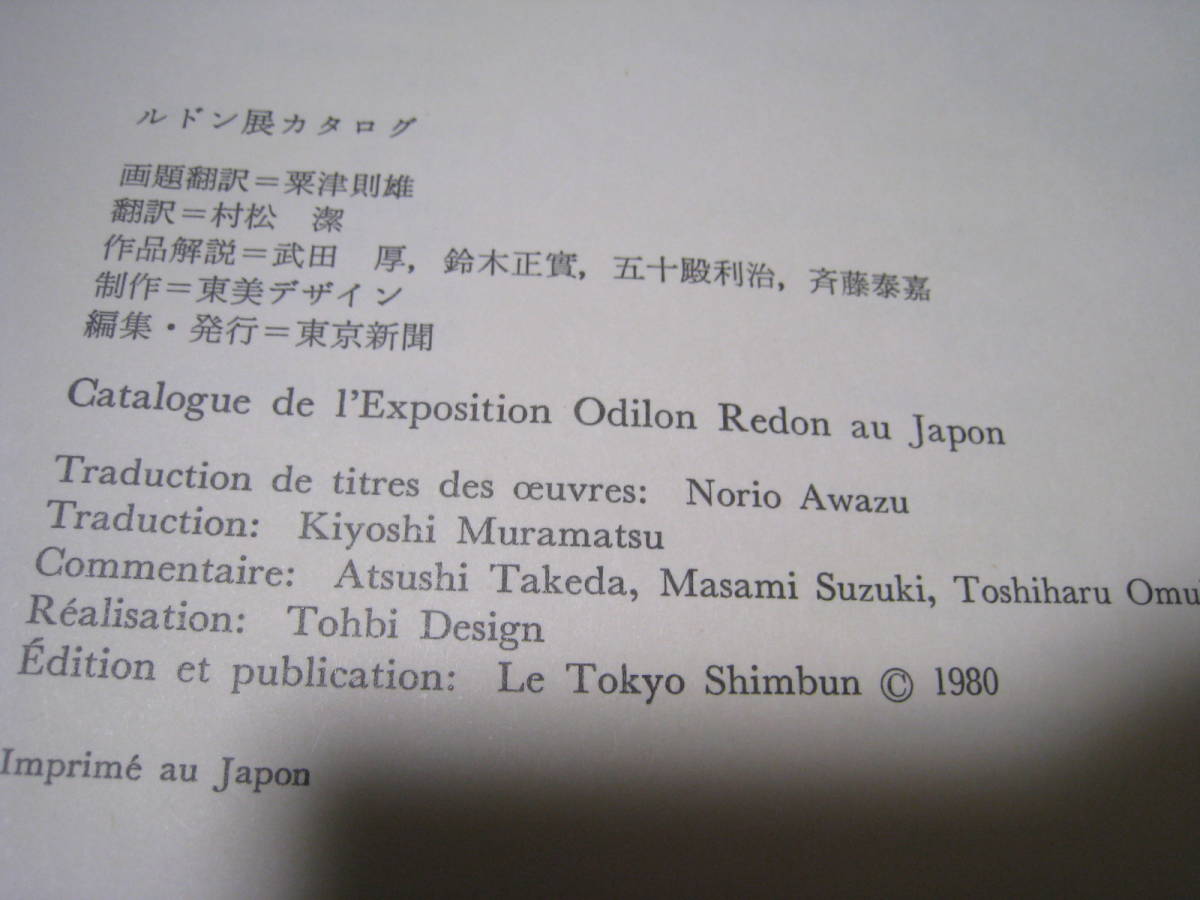 ルドン展カタログ
画題翻訳＝粟津則雄
翻訳＝村松　潔
作品解説＝武田　厚，鈴木正實，五十殿利治，斉藤泰嘉
制作＝東美デザイン
編集・発行＝東京新聞
Catalogue de l'Exposition Odilon Redon au Japon
Traduction de titres des œuvres: Norio Awazu
Traduction: Kiyoshi Muramatsu
Commentaire: Atsushi Takeda, Masami Suzuki, Toshiharu Omu
Réalisation: Tohbi Design
Édition et publication: Le Tokyo Shimbun © 1980
Imprimé au Japon